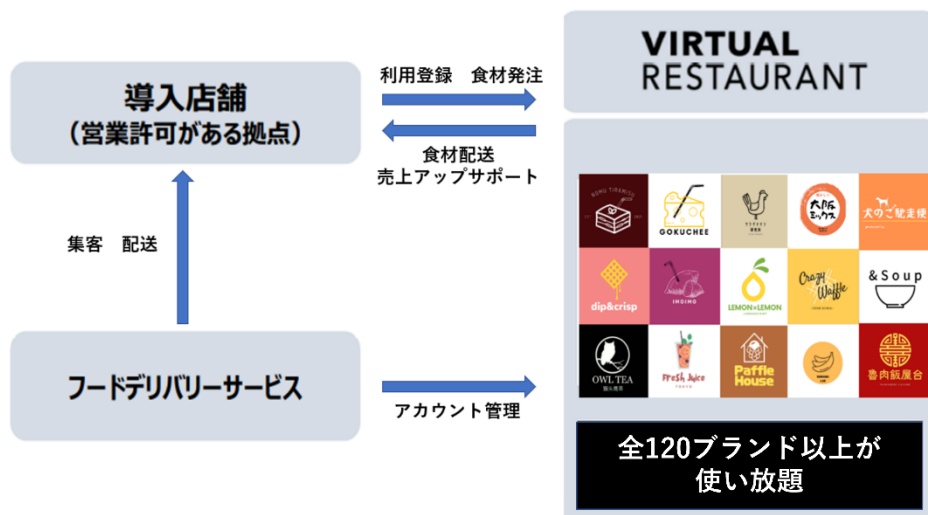 VIRTUAL
RESTAURANT
導入店舗
（営業許可がある拠点）
利用登録　食材発注
食材配送
売上アップサポート
集客　配送
フードデリバリーサービス
アカウント管理
NOMU TIRAMISU
GOKUCHEE
大阪
ミックス
犬のご馳走便
dip&crisp
IMOIMO
LEMON×LEMON
Crazy
Waffle
&Soup
OWL TEA
Fresh Juice
TOKYO
Paffle
House
魯肉飯屋台
全120ブランド以上が
使い放題